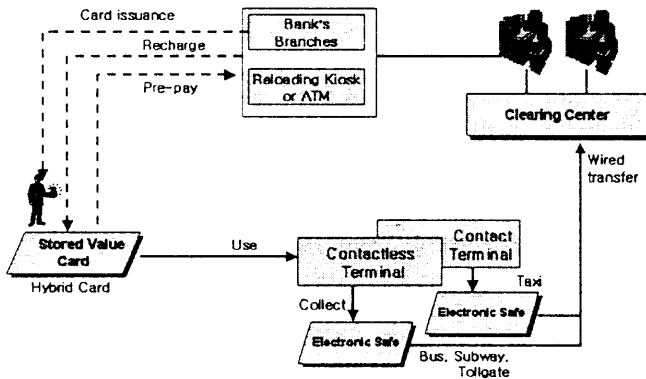 Card issuance
Bank's
Branches
Recharge
Pre-pay
Reloading Kiosk
or ATM
Clearing Center
Wired
transfer
Stored Value
Card
Hybrid Card
Use
Contact
Terminal
Contactless
Terminal
Collect
Taxi
Electronic Safe
Electronic Safe
Bus, Subway,
Tollgate